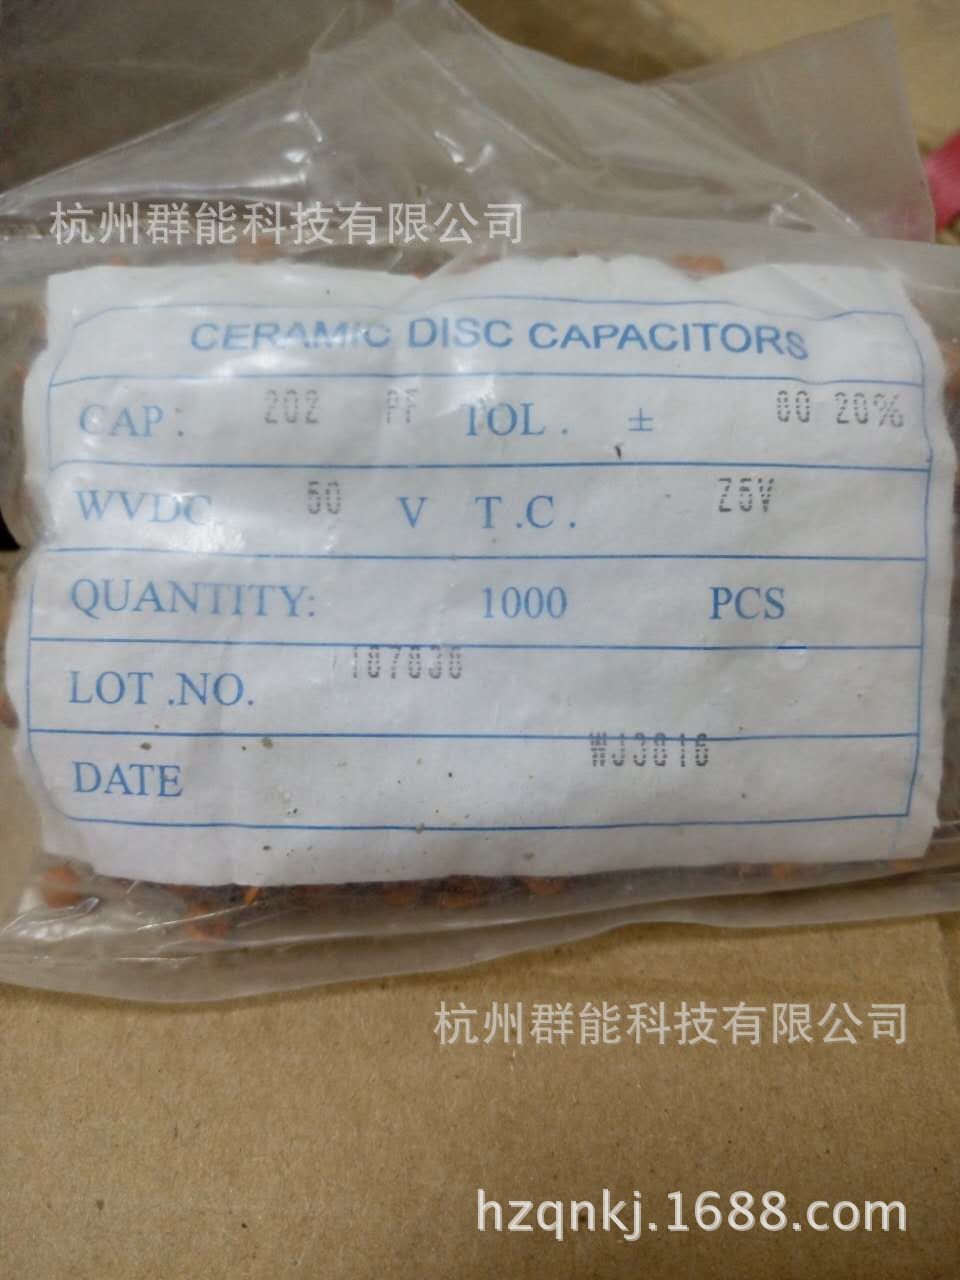 杭州群能科技有限公司
CERAMIC DISC CAPACITORS
CAP : 202 PF TOL . ± 80 20%
WVDC 50 V T .C . Z5V
QUANTITY: 1000 PCS
LOT .NO.
DATE
杭州群能科技有限公司
hzqnkj.1688.com